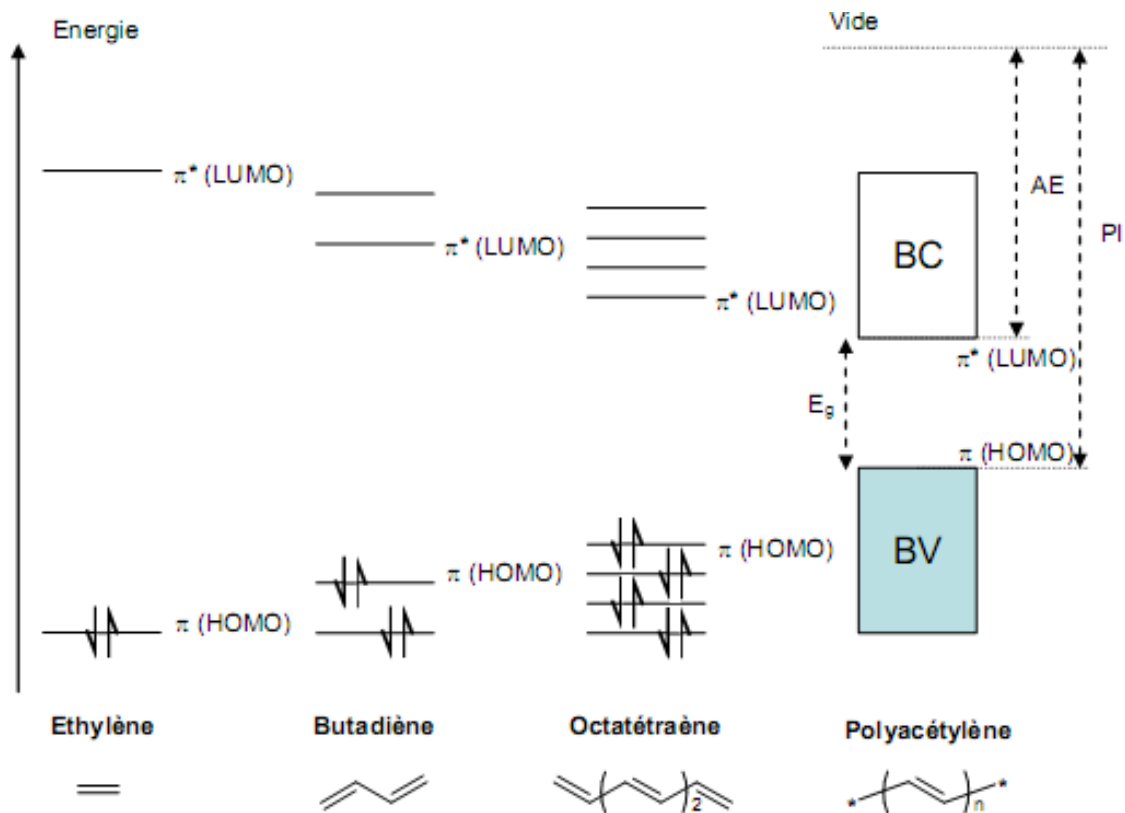 Energie
Vide
π* (LUMO)
π* (LUMO)
π* (LUMO)
BC
AE
PI
π* (LUMO)
E_g
π (HOMO)
BV
π (HOMO)
π (HOMO)
π (HOMO)
Ethylène
Butadiène
Octatétraène
Polyacétylène
2
*
n
*